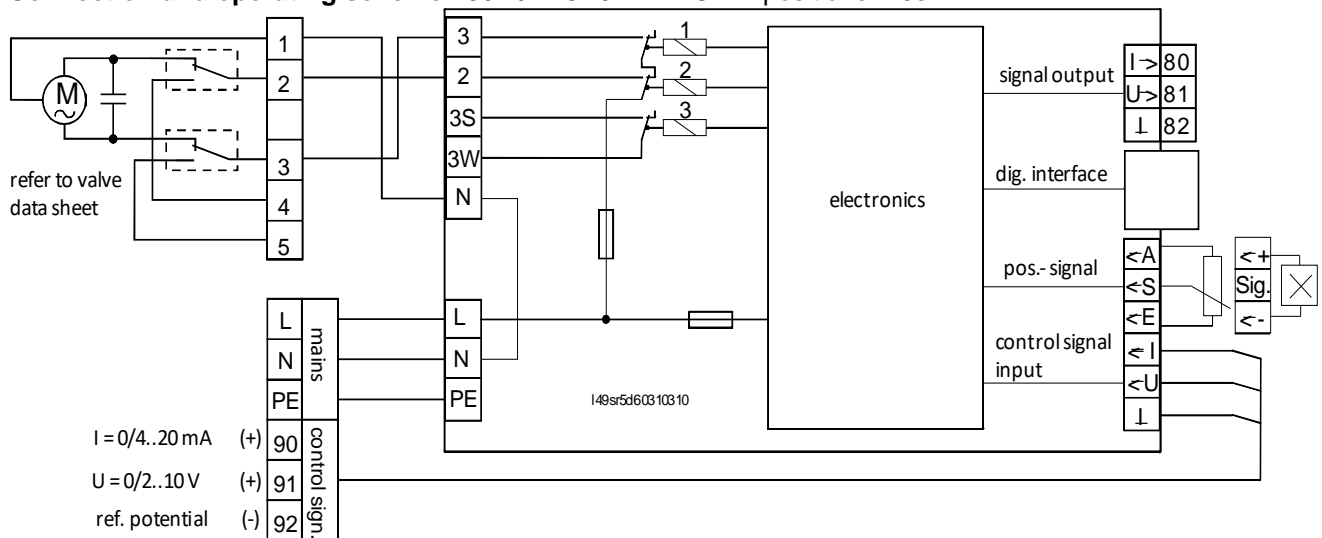 1
2
3
4
5
M
~
refer to valve
data sheet
3
2
3S
3W
N
1
2
3
electronics
signal output
I-> 80
U-> 81
⊥ 82
dig. interface
pos.- signal
<-A
<-S
<-E
<+
Sig.
<-
control signal
input
<-I
<-U
⊥
L
N
PE
mains
L
N
PE
l49sr5d60310310
I = 0/4..20 mA (+) 90
U = 0/2..10 V (+) 91
ref. potential (-) 92
control sign.